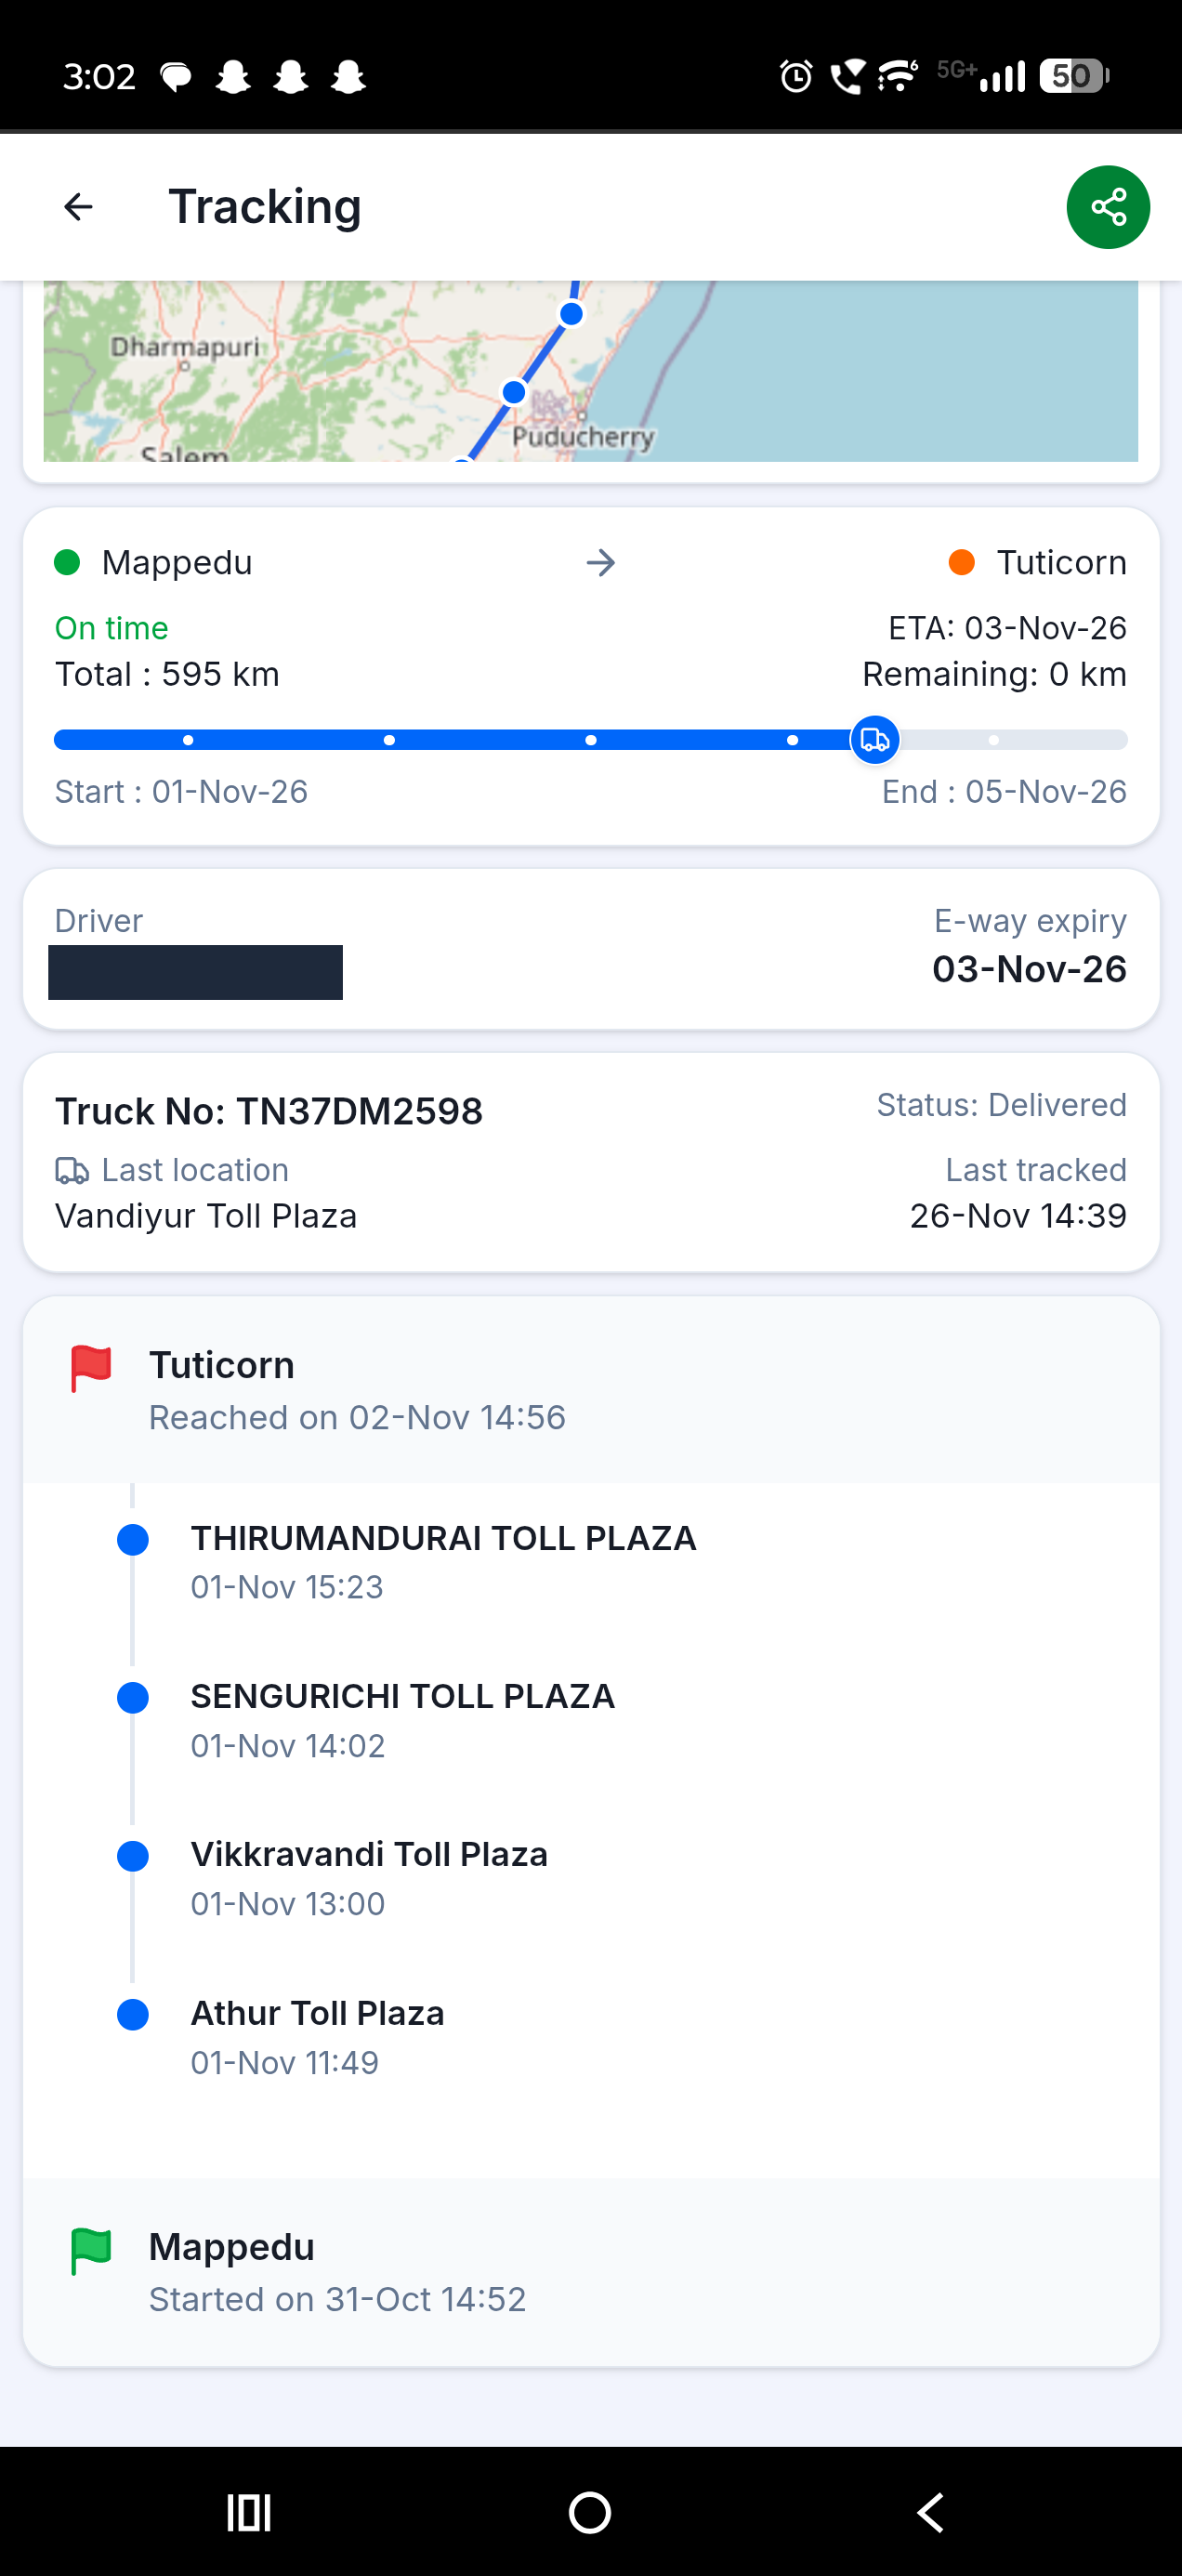 3:02
6
5G+
50
Tracking
Dharmapuri
Salem
Puducherry
Mappedu
Tuticorn
On time
ETA: 03-Nov-26
Total : 595 km
Remaining: 0 km
Start : 01-Nov-26
End : 05-Nov-26
Driver
E-way expiry
03-Nov-26
Truck No: TN37DM2598
Status: Delivered
Last location
Last tracked
Vandiyur Toll Plaza
26-Nov 14:39
Tuticorn
Reached on 02-Nov 14:56
THIRUMANDURAI TOLL PLAZA
01-Nov 15:23
SENGURICHI TOLL PLAZA
01-Nov 14:02
Vikkravandi Toll Plaza
01-Nov 13:00
Athur Toll Plaza
01-Nov 11:49
Mappedu
Started on 31-Oct 14:52